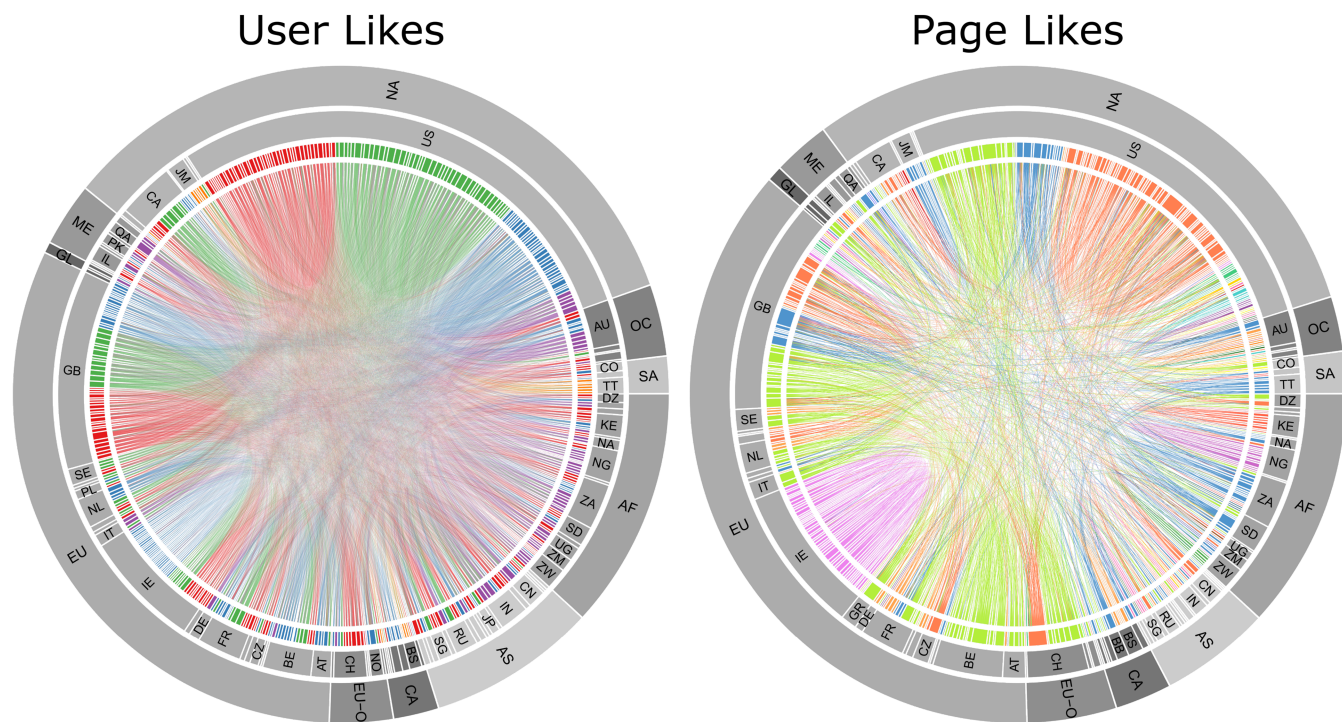 User Likes
NA
US
JM
CA
QA
PK
IL
ME
GL
GB
SE
PL
NL
IT
EU
IE
DE
FR
CZ
BE
AT
CH
EU-O
NO
BS
CA
SG
RU
JP
IN
CN
AS
ZW
ZM
UG
SD
ZA
NG
NA
KE
AF
DZ
TT
CO
SA
AU
OC
Page Likes
NA
US
JM
CA
QA
IL
ME
GL
GB
SE
NL
IT
EU
IE
GR
DE
FR
CZ
BE
AT
CH
EU-O
BB
BS
CA
SG
RU
IN
CN
AS
ZW
ZM
UG
SD
ZA
NG
NA
KE
AF
DZ
TT
CO
SA
AU
OC